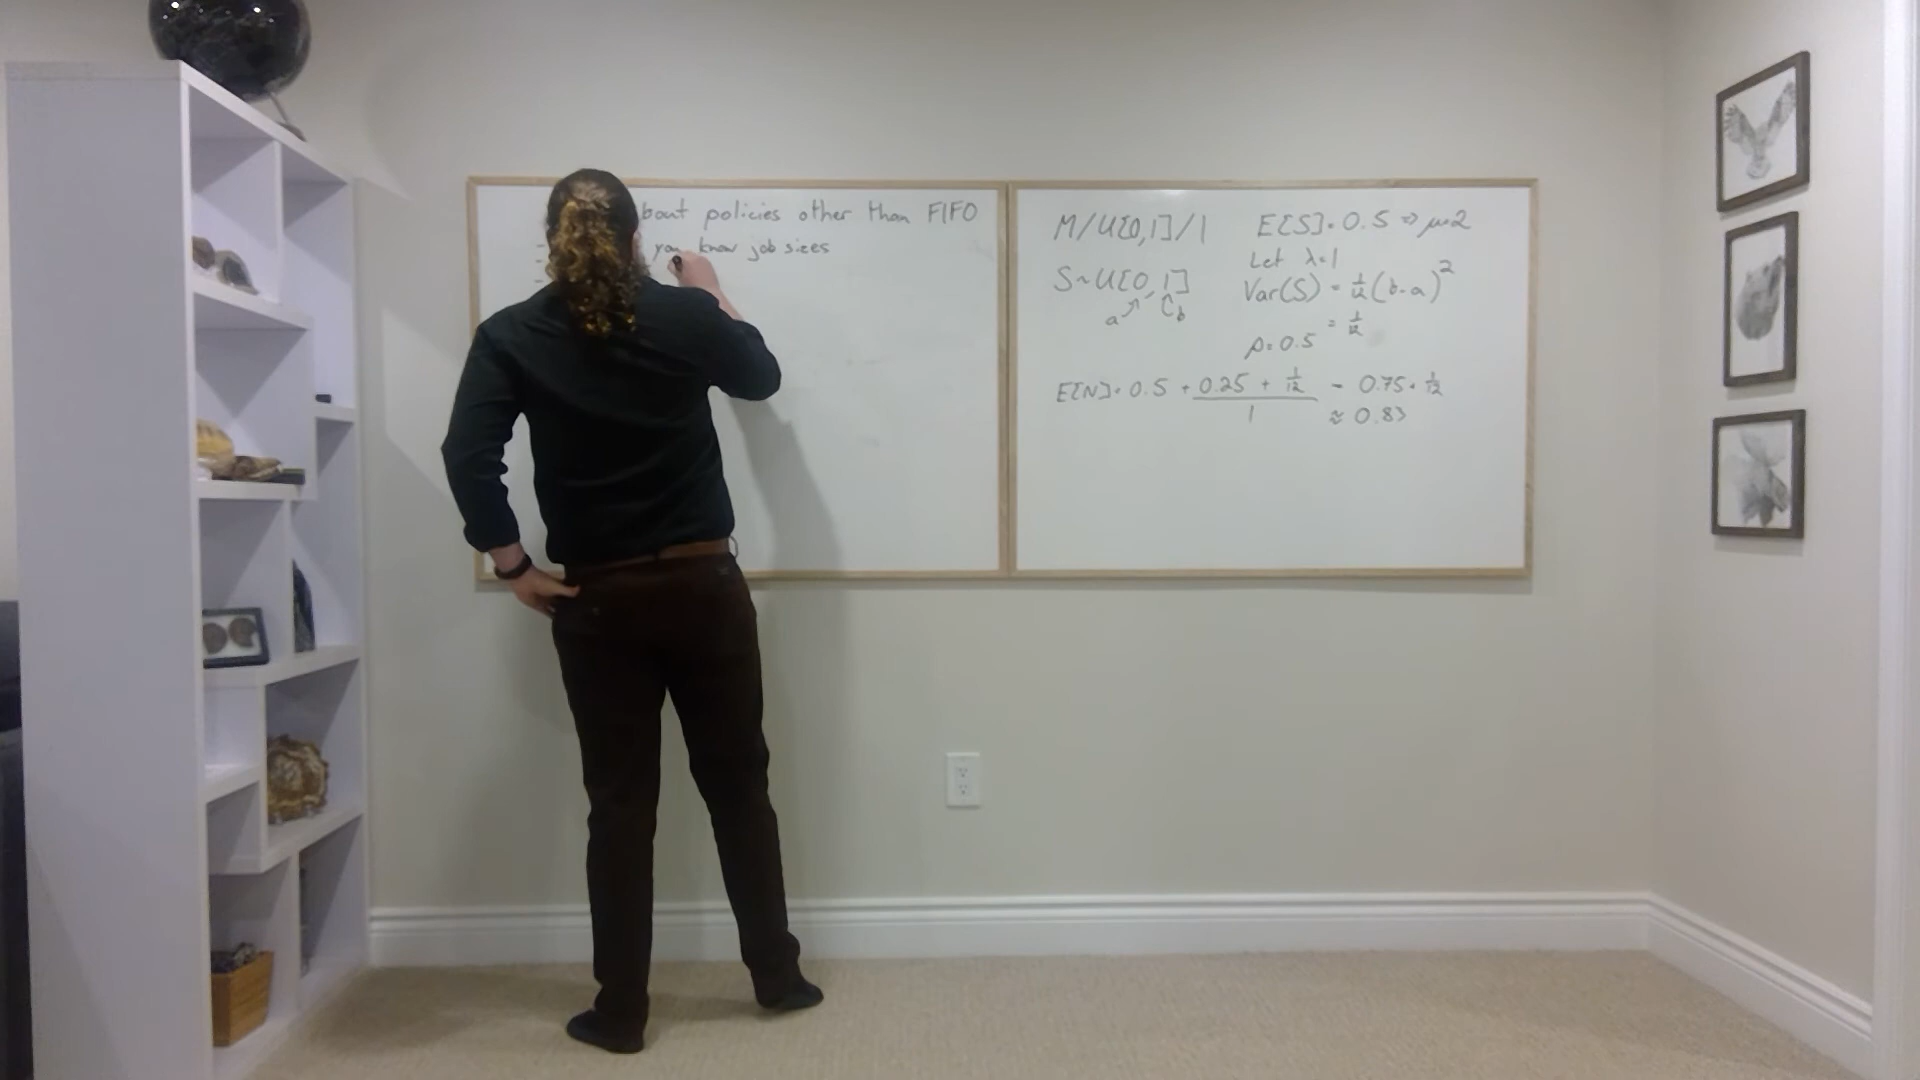 bout policies other than FIFO
- you know job sizes
-
-
M/U[0,1]/1
S~U[0,1]
a b
E[S]=0.5 ⇒ μ=2
Let λ=1
Var(S) = 1/12 (b-a)^2
= 1/12
ρ=0.5
E[N]= 0.5 + (0.25 + 1/12)/1 = 0.75 + 1/12
≈ 0.83